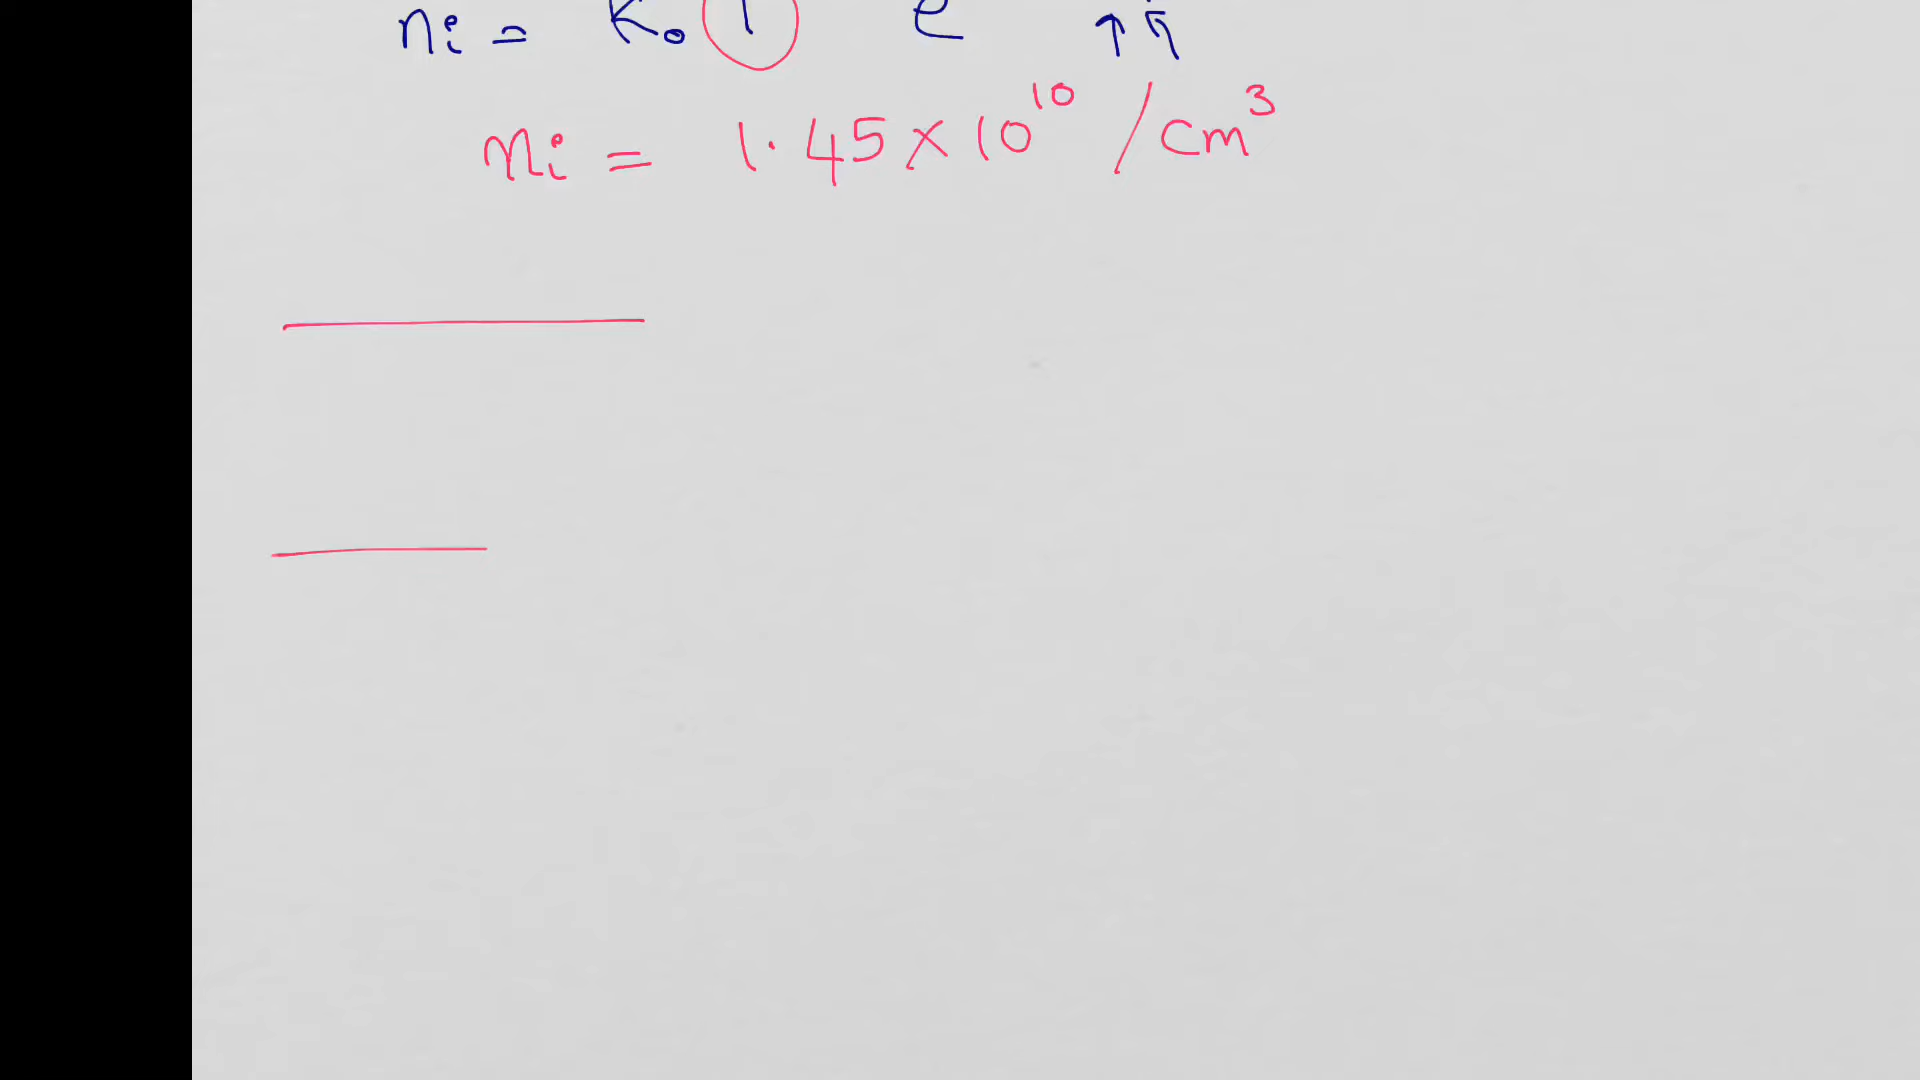 ni = K₀ e
ni = 1.45 × 10¹⁰ / cm³